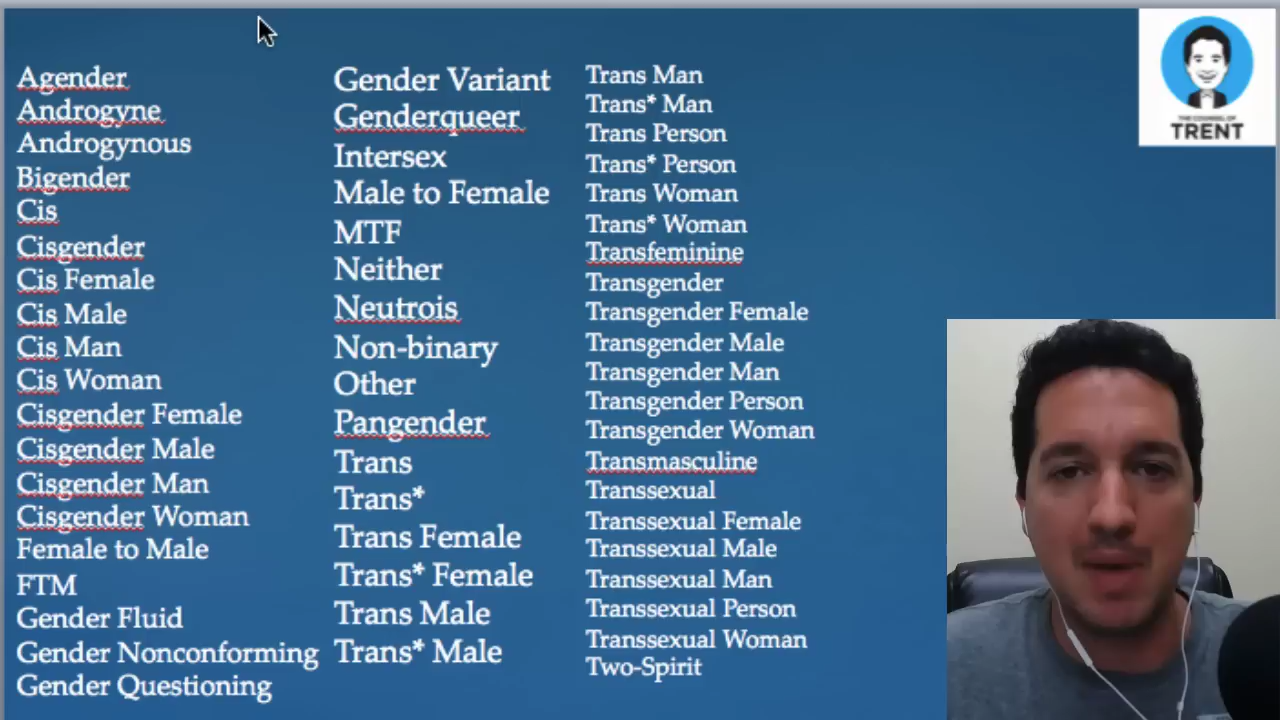 Agender
Androgyne
Androgynous
Bigender
Cis
Cisgender
Cis Female
Cis Male
Cis Man
Cis Woman
Cisgender Female
Cisgender Male
Cisgender Man
Cisgender Woman
Female to Male
FTM
Gender Fluid
Gender Nonconforming
Gender Questioning
Gender Variant
Genderqueer
Intersex
Male to Female
MTF
Neither
Neutrois
Non-binary
Other
Pangender
Trans
Trans*
Trans Female
Trans* Female
Trans Male
Trans* Male
Trans Man
Trans* Man
Trans Person
Trans* Person
Trans Woman
Trans* Woman
Transfeminine
Transgender
Transgender Female
Transgender Male
Transgender Man
Transgender Person
Transgender Woman
Transmasculine
Transsexual
Transsexual Female
Transsexual Male
Transsexual Man
Transsexual Person
Transsexual Woman
Two-Spirit
THE COUNSEL OF
TRENT